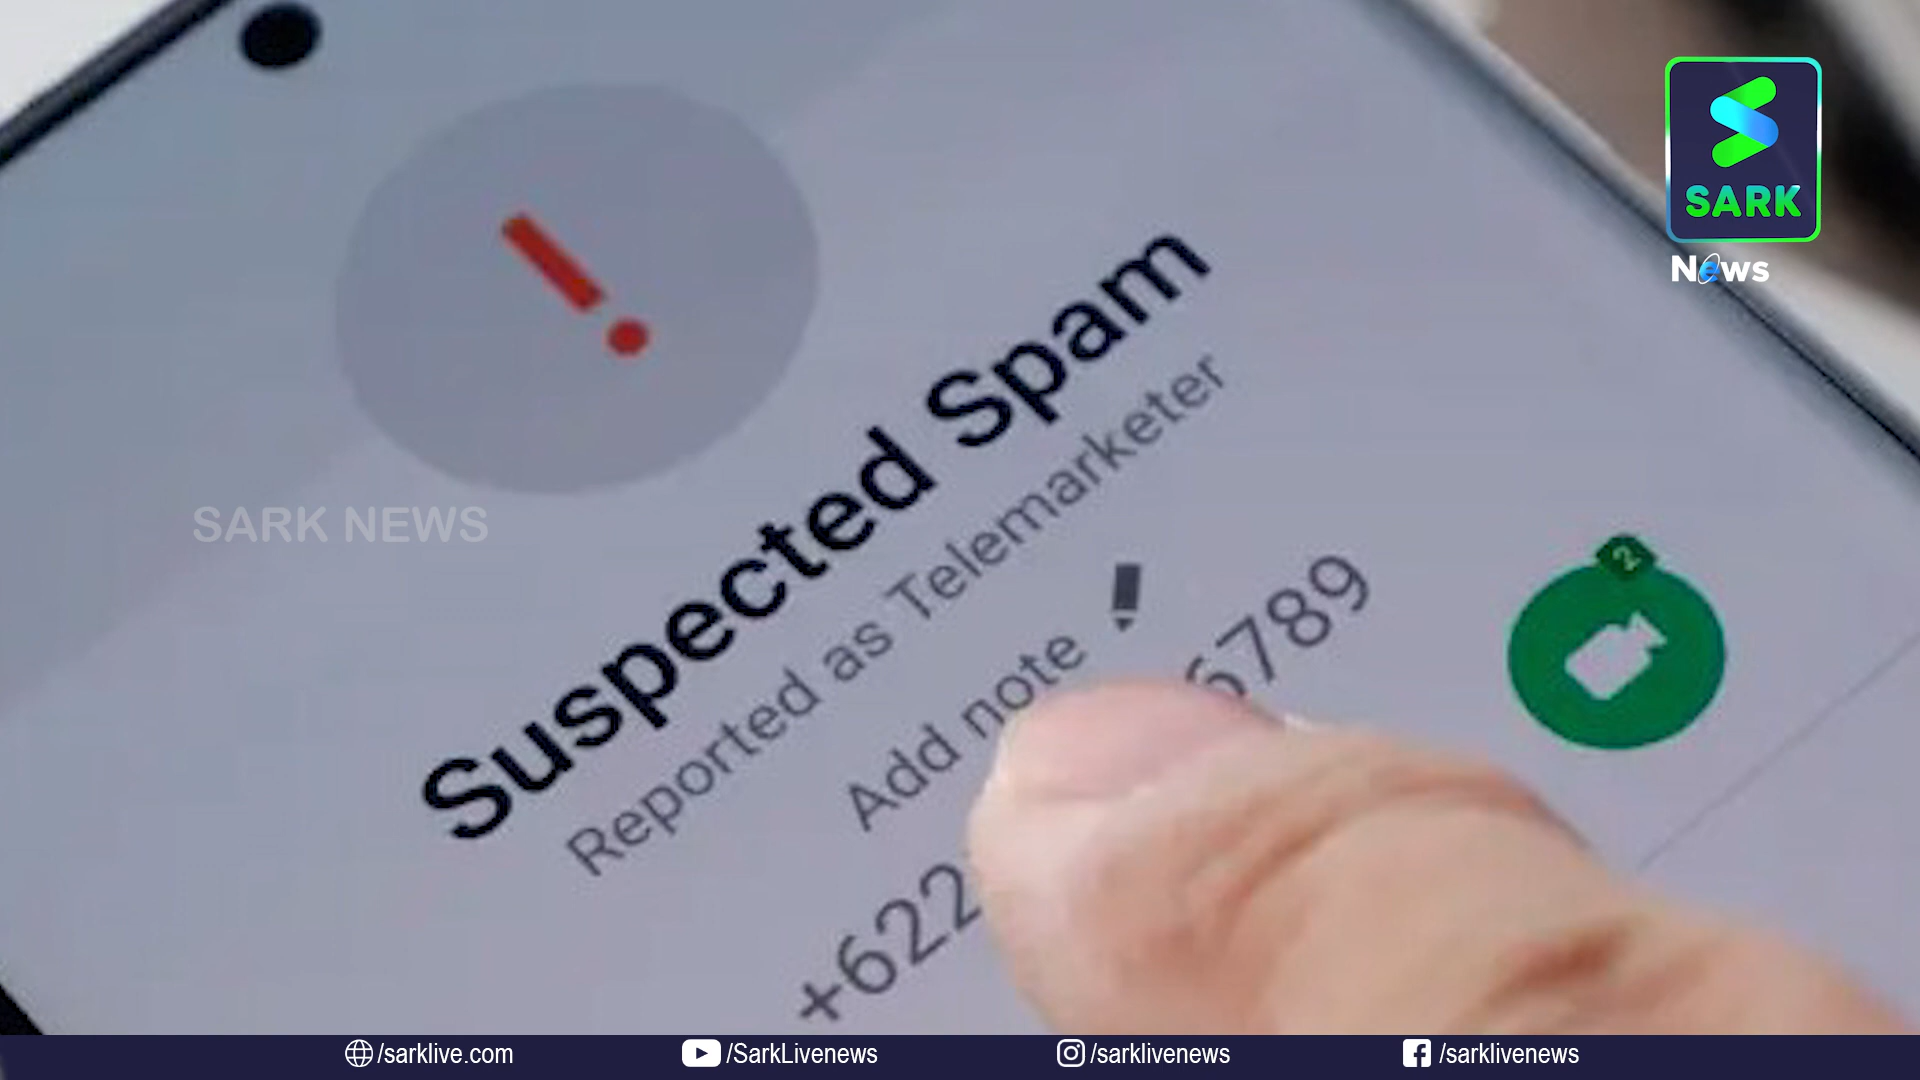 SARK
News
Suspected Spam
Reported as Telemarketer
Add note
+622 6789
2
SARK NEWS
/sarklive.com
/SarkLivenews
/sarklivenews
/sarklivenews